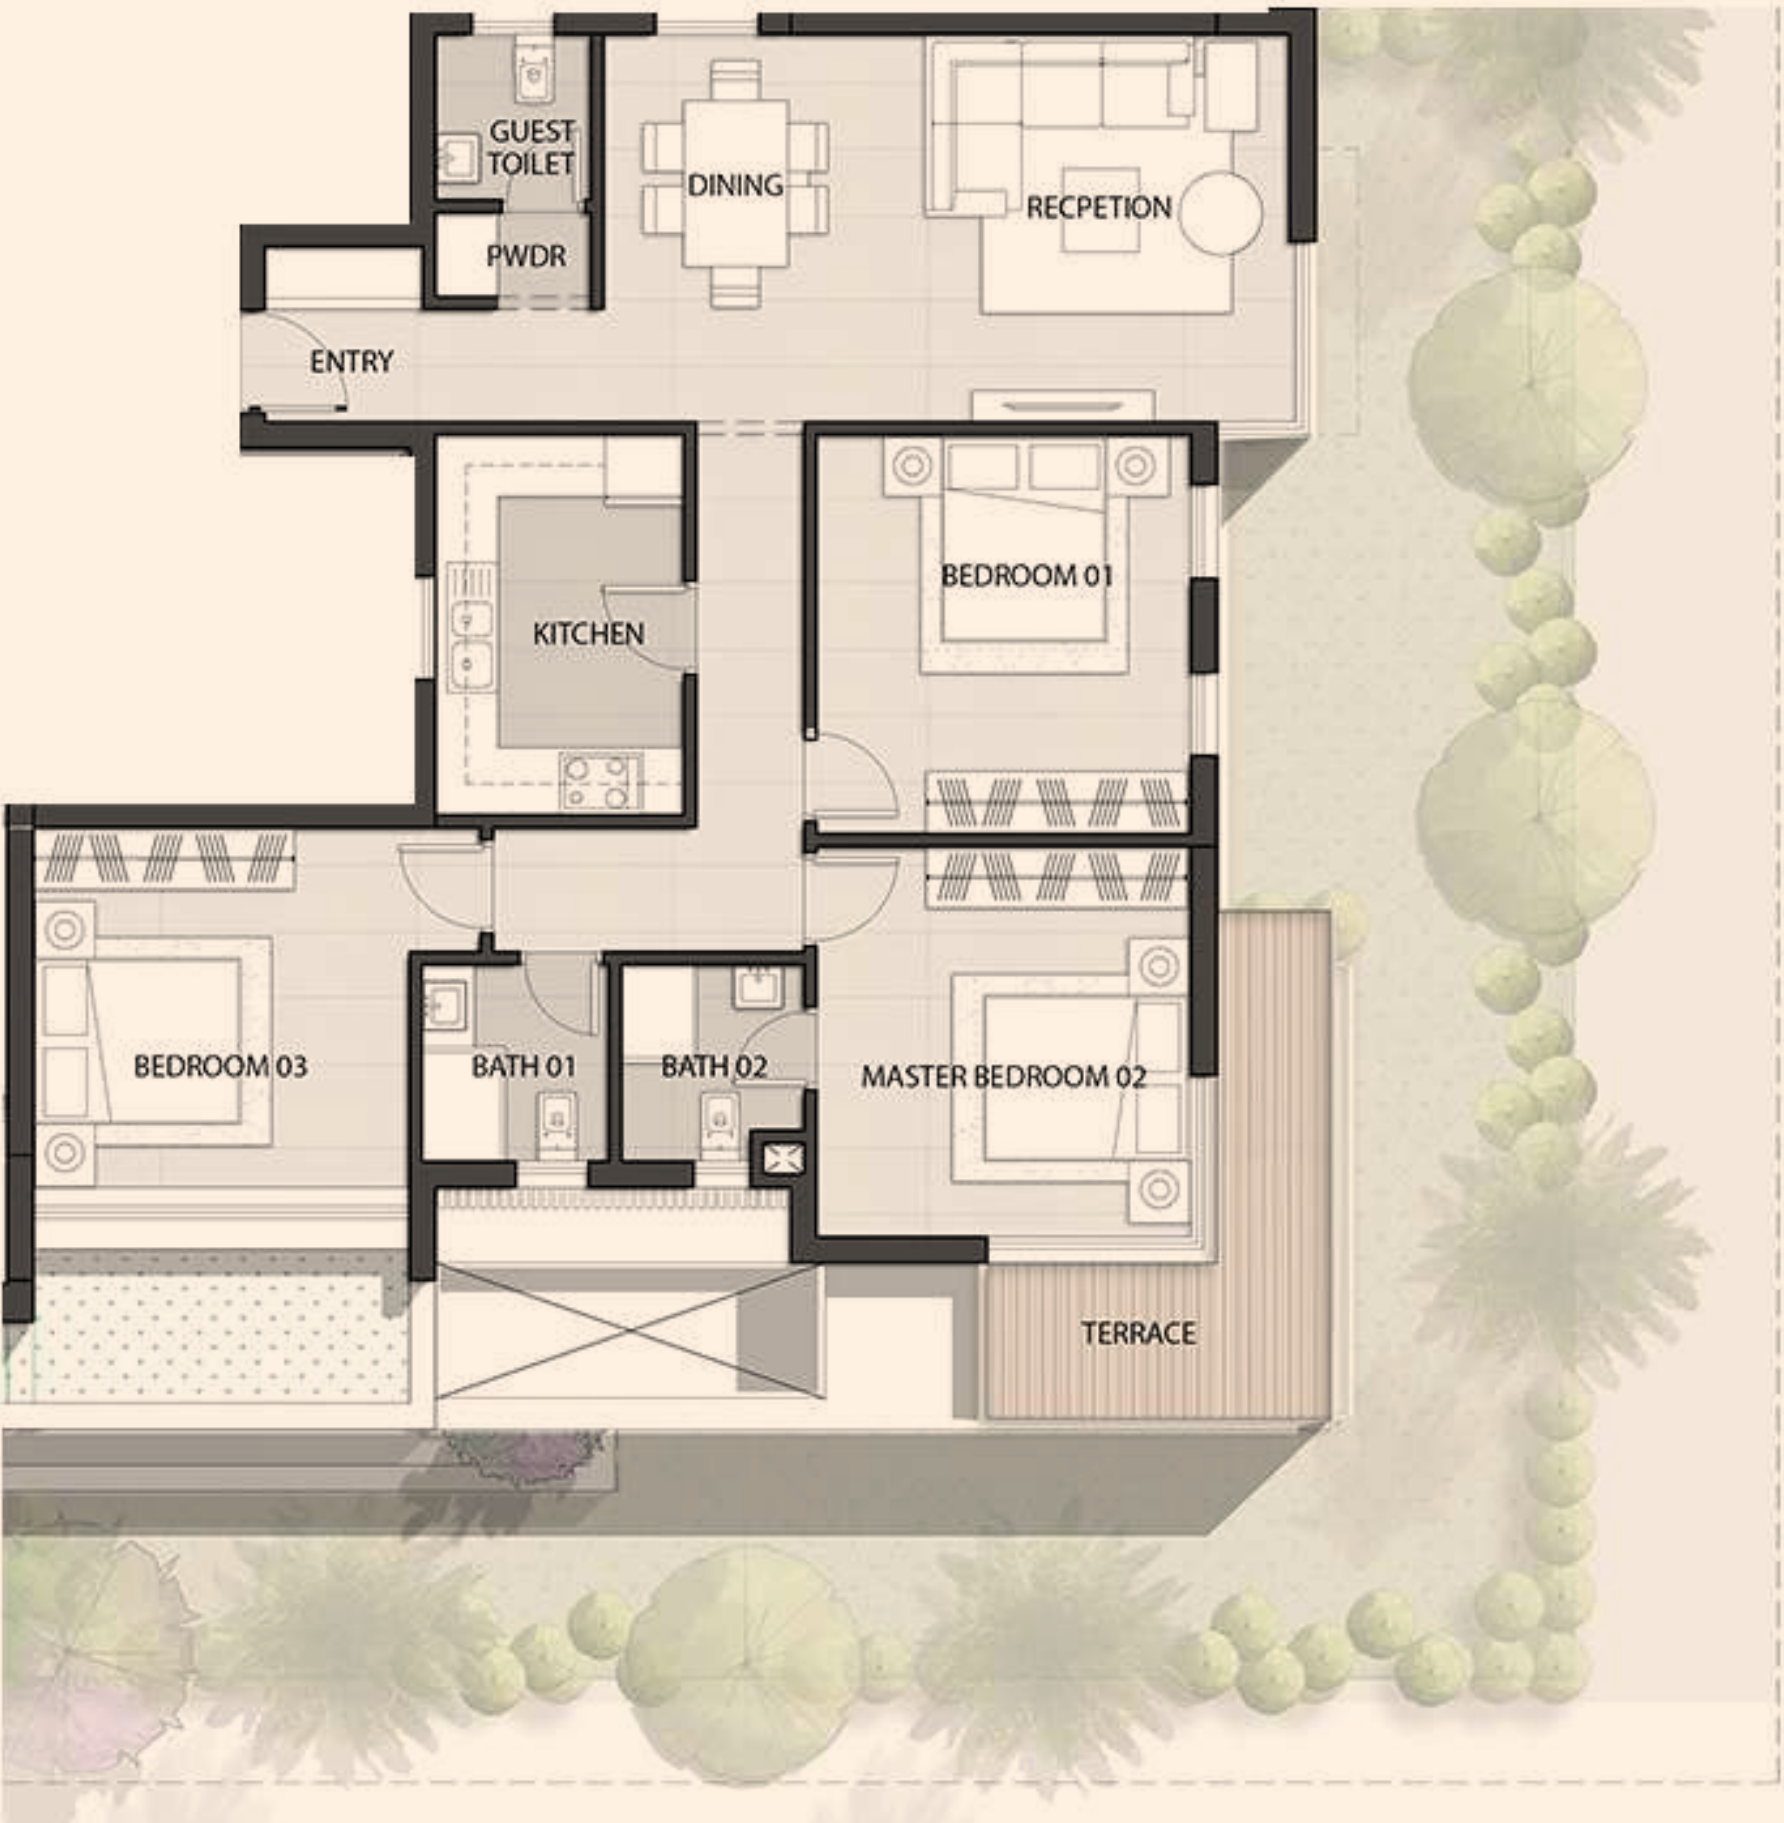 GUEST
TOILET
DINING
RECPETION
PWDR
ENTRY
BEDROOM 01
KITCHEN
BEDROOM 03
BATH 01
BATH 02
MASTER BEDROOM 02
TERRACE